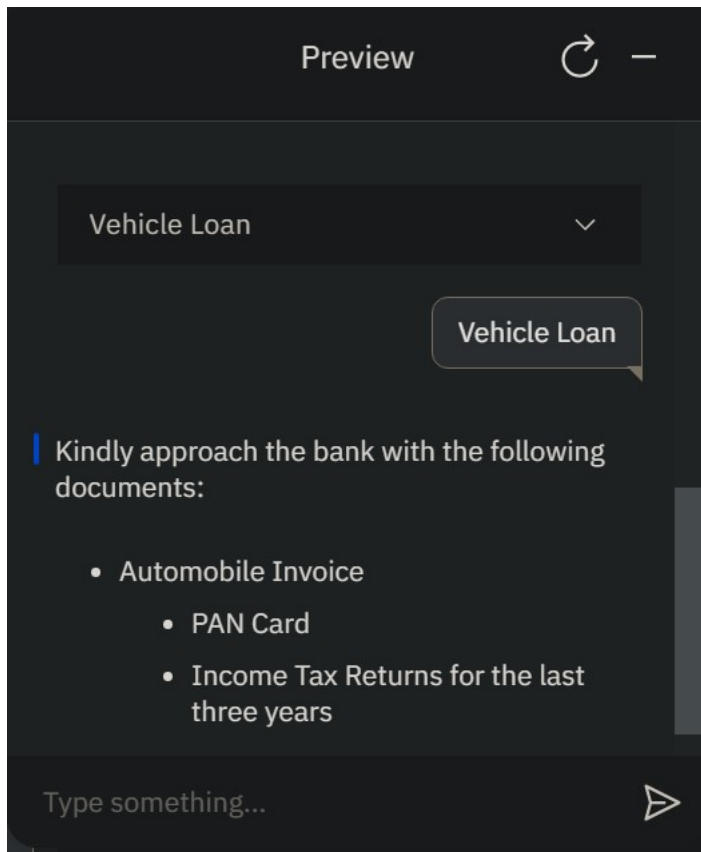 Preview
Vehicle Loan
Vehicle Loan
Kindly approach the bank with the following
documents:
• Automobile Invoice
• PAN Card
• Income Tax Returns for the last
three years
Type something...